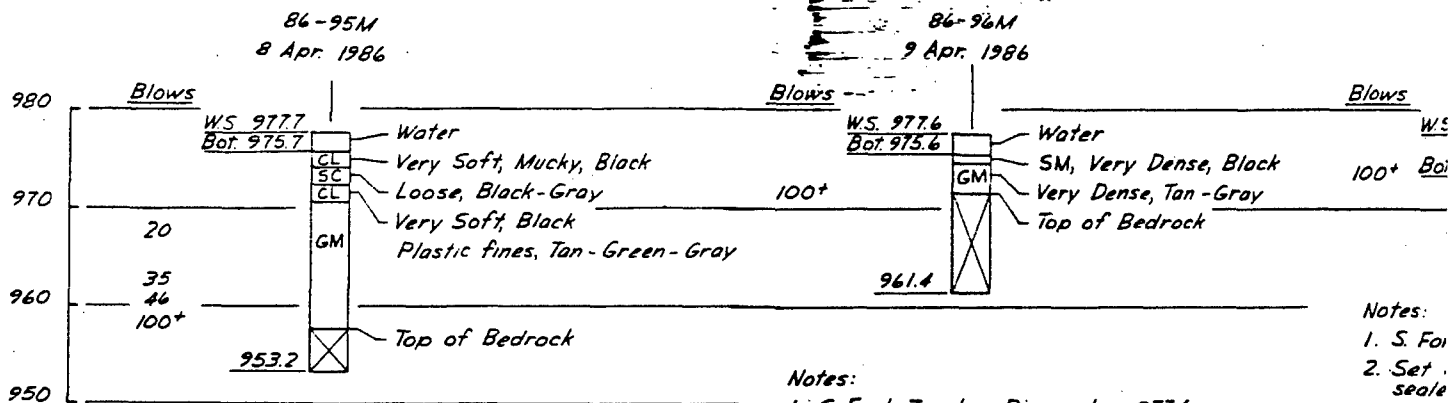 86-95M
8 Apr. 1986
86-96M
9 Apr. 1986
980
Blows
W.S. 977.7
Bot. 975.7
Water
CL
Very Soft, Mucky, Black
SC
Loose, Black-Gray
CL
Very Soft, Black
GM
Plastic fines, Tan-Green-Gray
970
20
35
960
46
100+
Top of Bedrock
953.2
950
Blows
W.S. 977.6
Bot. 975.6
Water
SM, Very Dense, Black
100+
GM
Very Dense, Tan-Gray
Top of Bedrock
961.4
Notes:
Blows
W.S
100+
Notes:
1. S.
2. Set